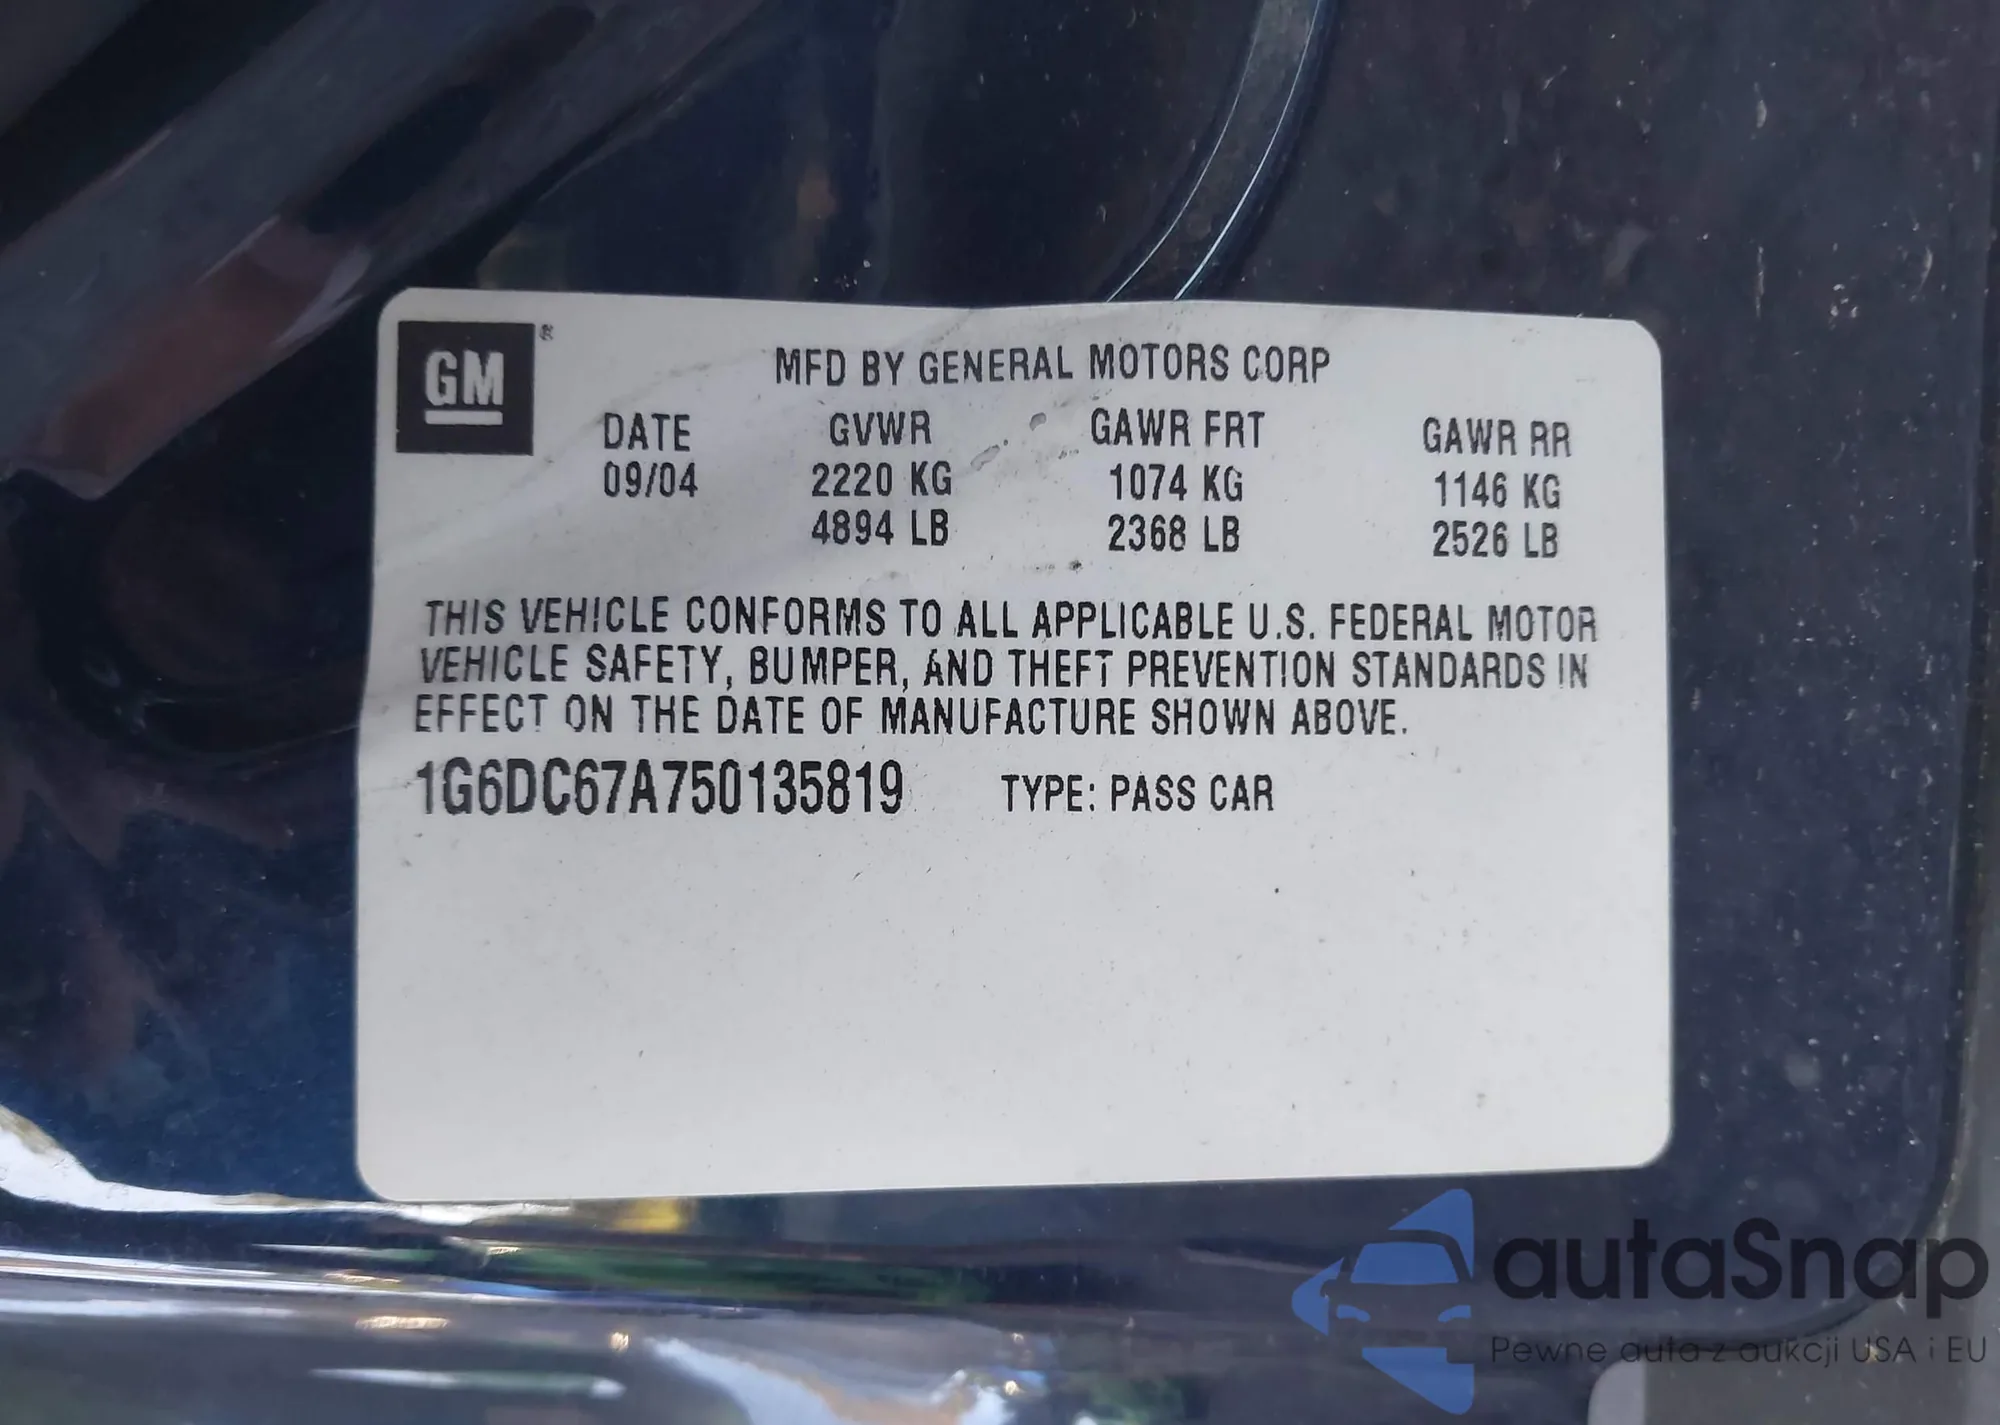 GM ®
MFD BY GENERAL MOTORS CORP
DATE GVWR GAWR FRT GAWR RR
09/04 2220 KG 1074 KG 1146 KG
4894 LB 2368 LB 2526 LB
THIS VEHICLE CONFORMS TO ALL APPLICABLE U.S. FEDERAL MOTOR
VEHICLE SAFETY, BUMPER, AND THEFT PREVENTION STANDARDS IN
EFFECT ON THE DATE OF MANUFACTURE SHOWN ABOVE.
1G6DC67A750135819 TYPE: PASS CAR
autaSnap
Pewne auta z aukcji USA i EU